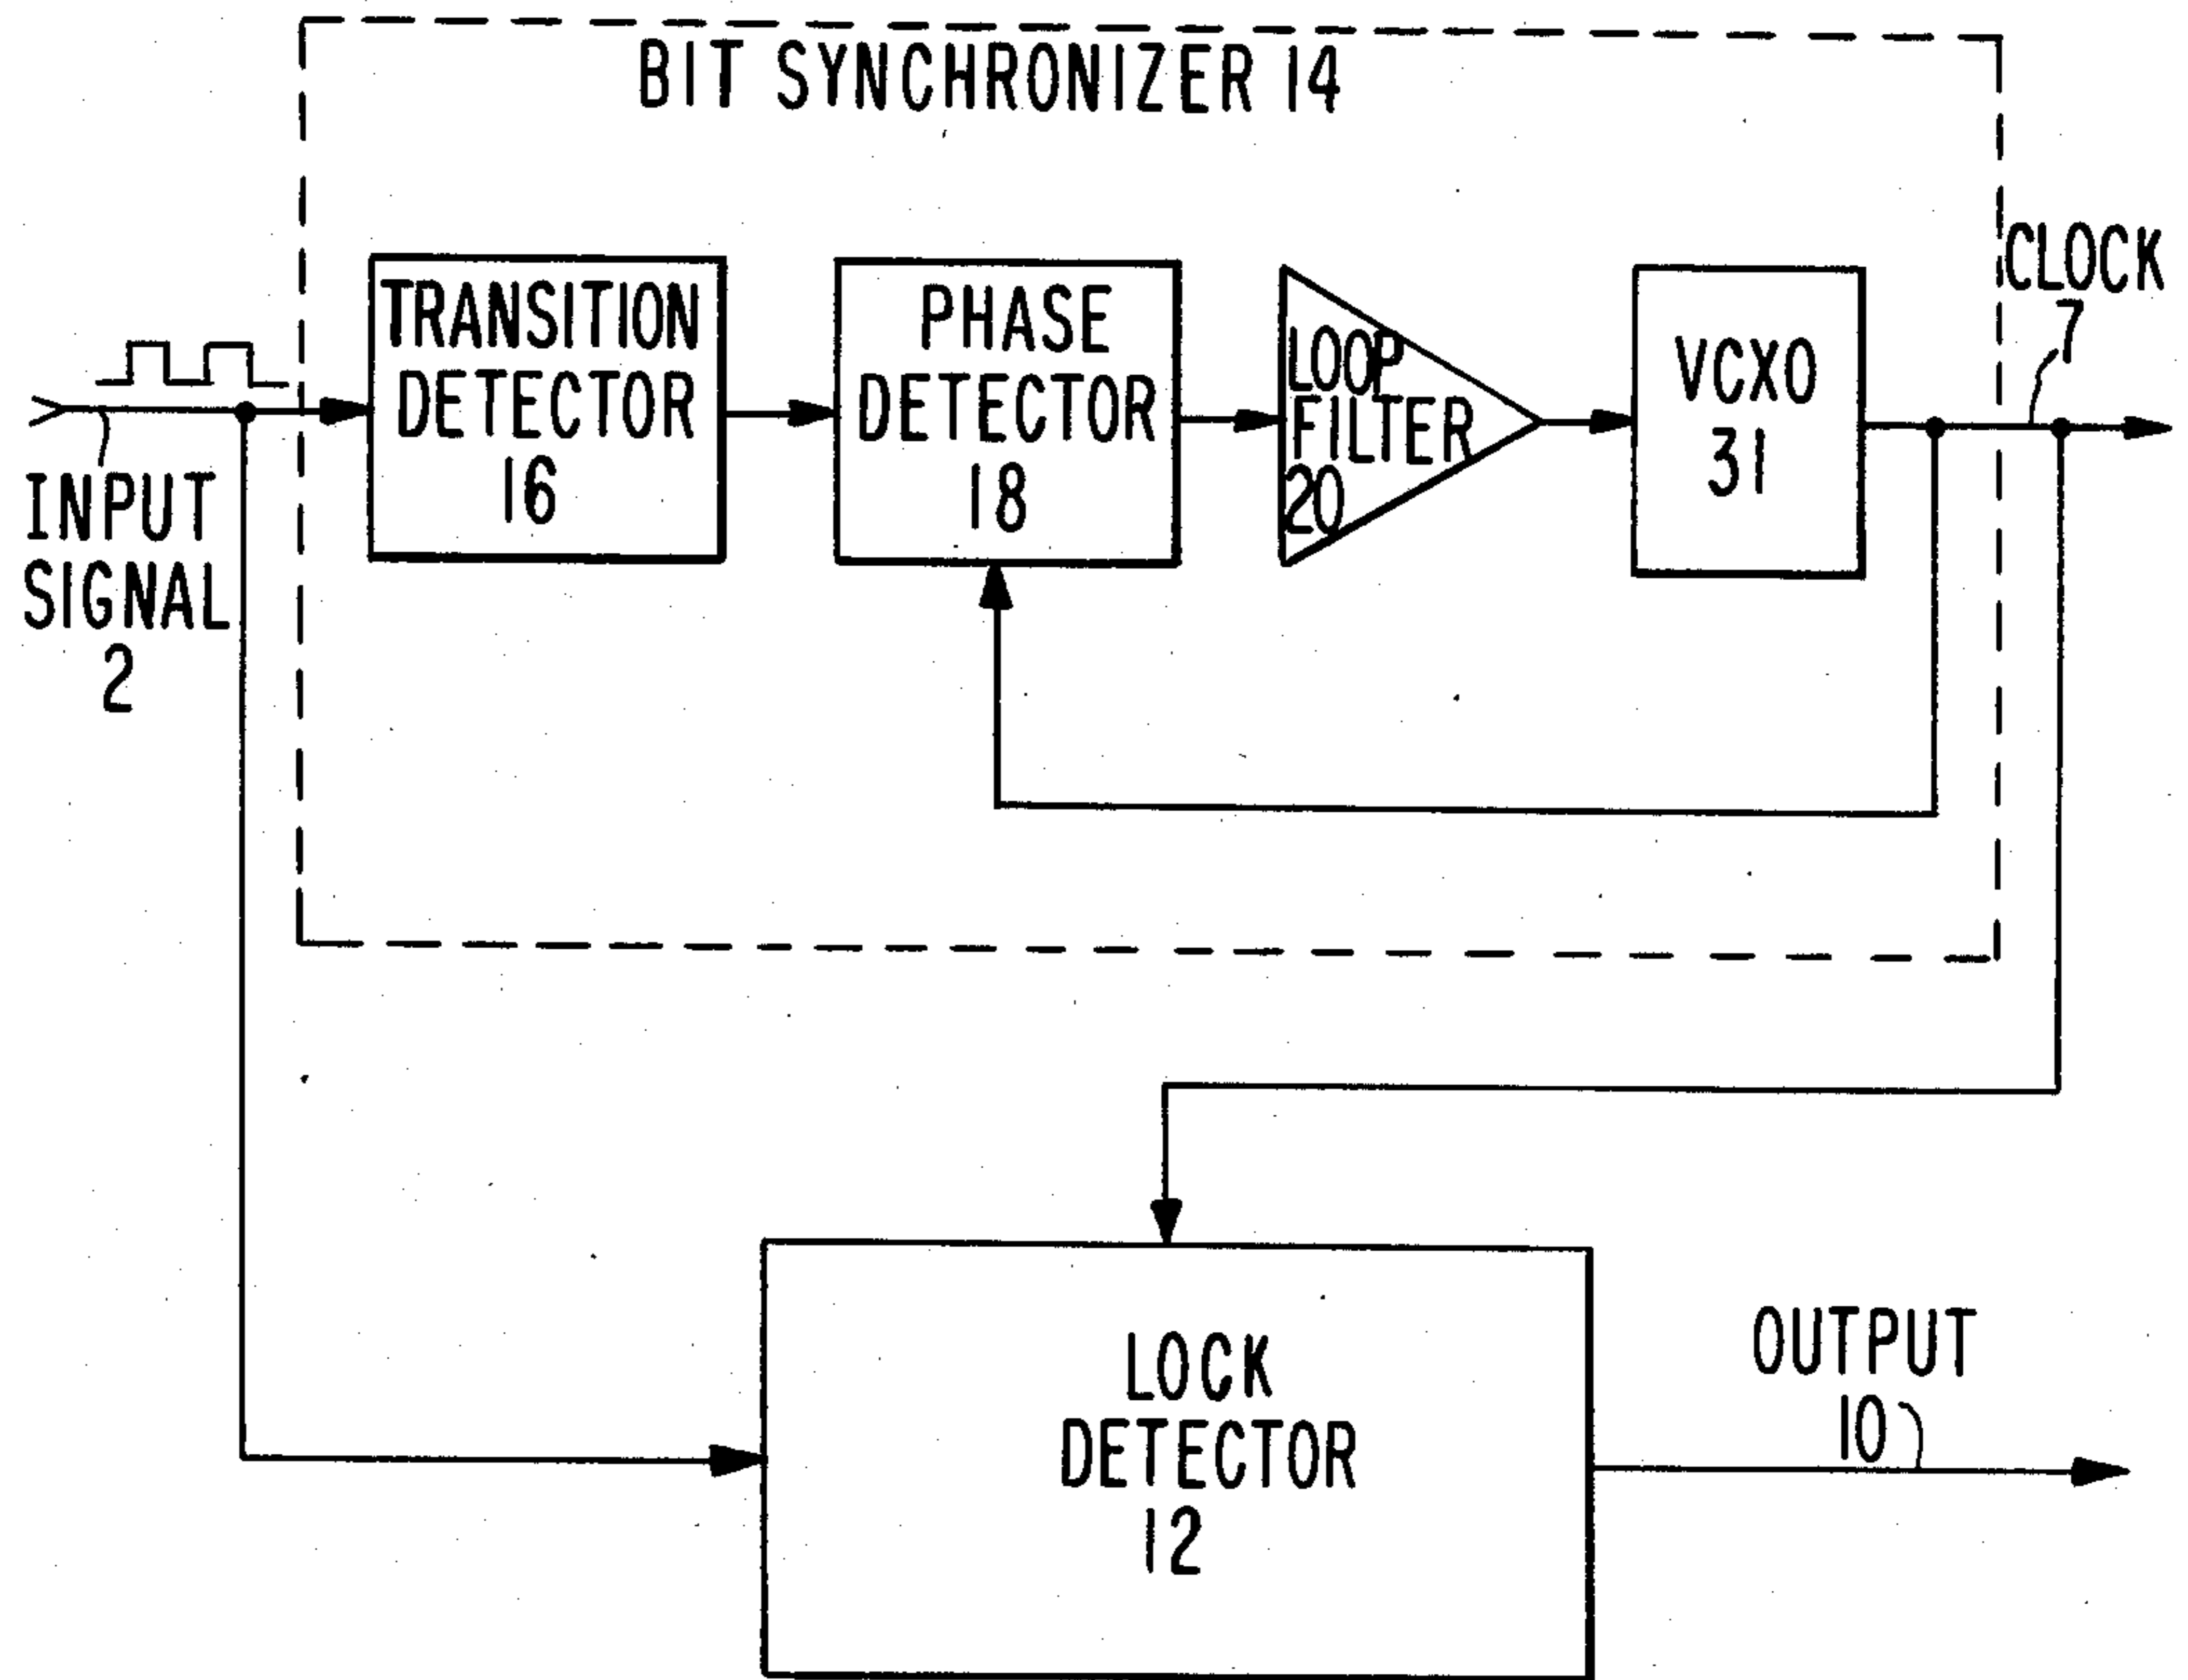 BIT SYNCHRONIZER 14
TRANSITION
DETECTOR
16
PHASE
DETECTOR
18
LOOP
FILTER
20
VCXO
31
CLOCK
7
INPUT
SIGNAL
2
LOCK
DETECTOR
12
OUTPUT
10